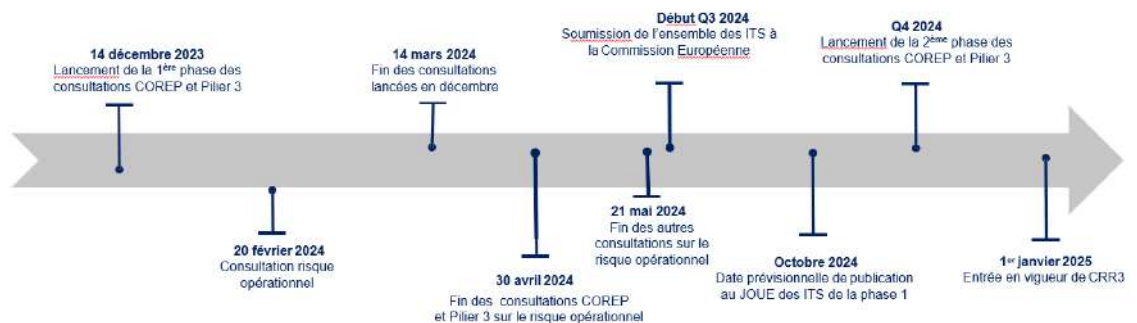 14 décembre 2023
Lancement de la 1ère phase des
consultations COREP et Pilier 3
20 février 2024
Consultation risque
opérationnel
14 mars 2024
Fin des consultations
lancées en décembre
30 avril 2024
Fin des consultations COREP
et Pilier 3 sur le risque opérationnel
21 mai 2024
Fin des autres
consultations sur le
risque opérationnel
Début Q3 2024
Soumission de l'ensemble des ITS à
la Commission Européenne
Octobre 2024
Date prévisionnelle de publication
au JOUE des ITS de la phase 1
Q4 2024
Lancement de la 2ème phase des
consultations COREP et Pilier 3
1er janvier 2025
Entrée en vigueur de CRR3